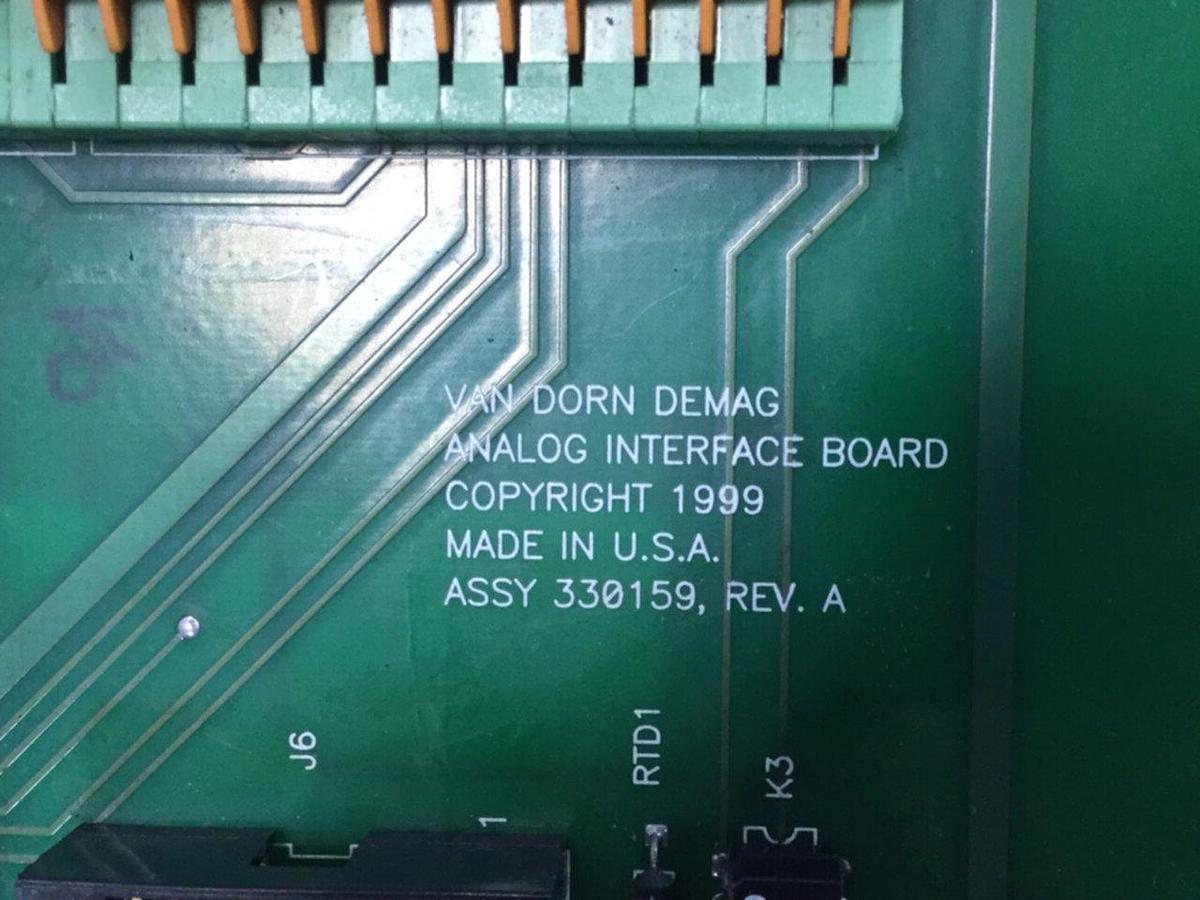 VAN DORN DEMAG
ANALOG INTERFACE BOARD
COPYRIGHT 1999
MADE IN U.S.A.
ASSY 330159, REV. A
J6
RTD1
K3
1